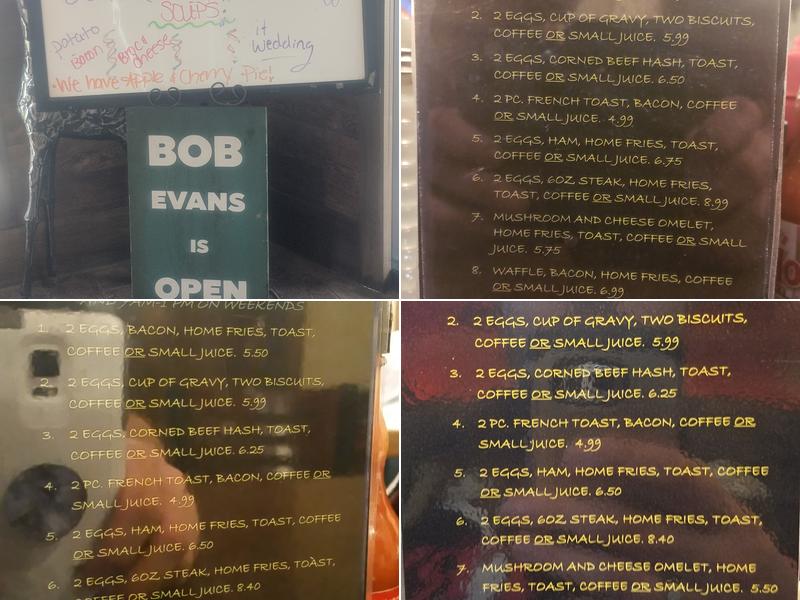 SOUPS
potato
Bacon
Mac &
cheese
it
Wedding
We have Apple & Cherry Pie!
BOB
EVANS
IS
OPEN
2. 2 EGGS, CUP OF GRAVY, TWO BISCUITS,
COFFEE OR SMALL JUICE. 5.99
3. 2 EGGS, CORNED BEEF HASH, TOAST,
COFFEE OR SMALL JUICE. 6.50
4. 2 PC. FRENCH TOAST, BACON, COFFEE
OR SMALL JUICE. 4.99
5. 2 EGGS, HAM, HOME FRIES, TOAST,
COFFEE OR SMALL JUICE. 6.75
6. 2 EGGS, 6OZ STEAK, HOME FRIES,
TOAST, COFFEE OR SMALL JUICE. 8.99
7. MUSHROOM AND CHEESE OMELET,
HOME FRIES, TOAST, COFFEE OR SMALL
JUICE. 5.75
8. WAFFLE, BACON, HOME FRIES, COFFEE
OR SMALL JUICE. 6.99
AND 7AM-1 PM ON WEEKENDS
1. 2 EGGS, BACON, HOME FRIES, TOAST,
COFFEE OR SMALL JUICE. 5.50
2. 2 EGGS, CUP OF GRAVY, TWO BISCUITS,
COFFEE OR SMALL JUICE. 5.99
3. 2 EGGS, CORNED BEEF HASH, TOAST,
COFFEE OR SMALL JUICE. 6.25
4. 2 PC. FRENCH TOAST, BACON, COFFEE OR
SMALL JUICE. 4.99
5. 2 EGGS, HAM, HOME FRIES, TOAST, COFFEE
OR SMALL JUICE. 6.50
6. 2 EGGS, 6OZ STEAK, HOME FRIES, TOAST,
COFFEE OR SMALL JUICE. 8.40
2. 2 EGGS, CUP OF GRAVY, TWO BISCUITS,
COFFEE OR SMALL JUICE. 5.99
3. 2 EGGS, CORNED BEEF HASH, TOAST,
COFFEE OR SMALL JUICE. 6.25
4. 2 PC. FRENCH TOAST, BACON, COFFEE OR
SMALL JUICE. 4.99
5. 2 EGGS, HAM, HOME FRIES, TOAST, COFFEE
OR SMALL JUICE. 6.50
6. 2 EGGS, 6OZ STEAK, HOME FRIES, TOAST,
COFFEE OR SMALL JUICE. 8.40
7. MUSHROOM AND CHEESE OMELET, HOME
FRIES, TOAST, COFFEE OR SMALL JUICE. 5.50